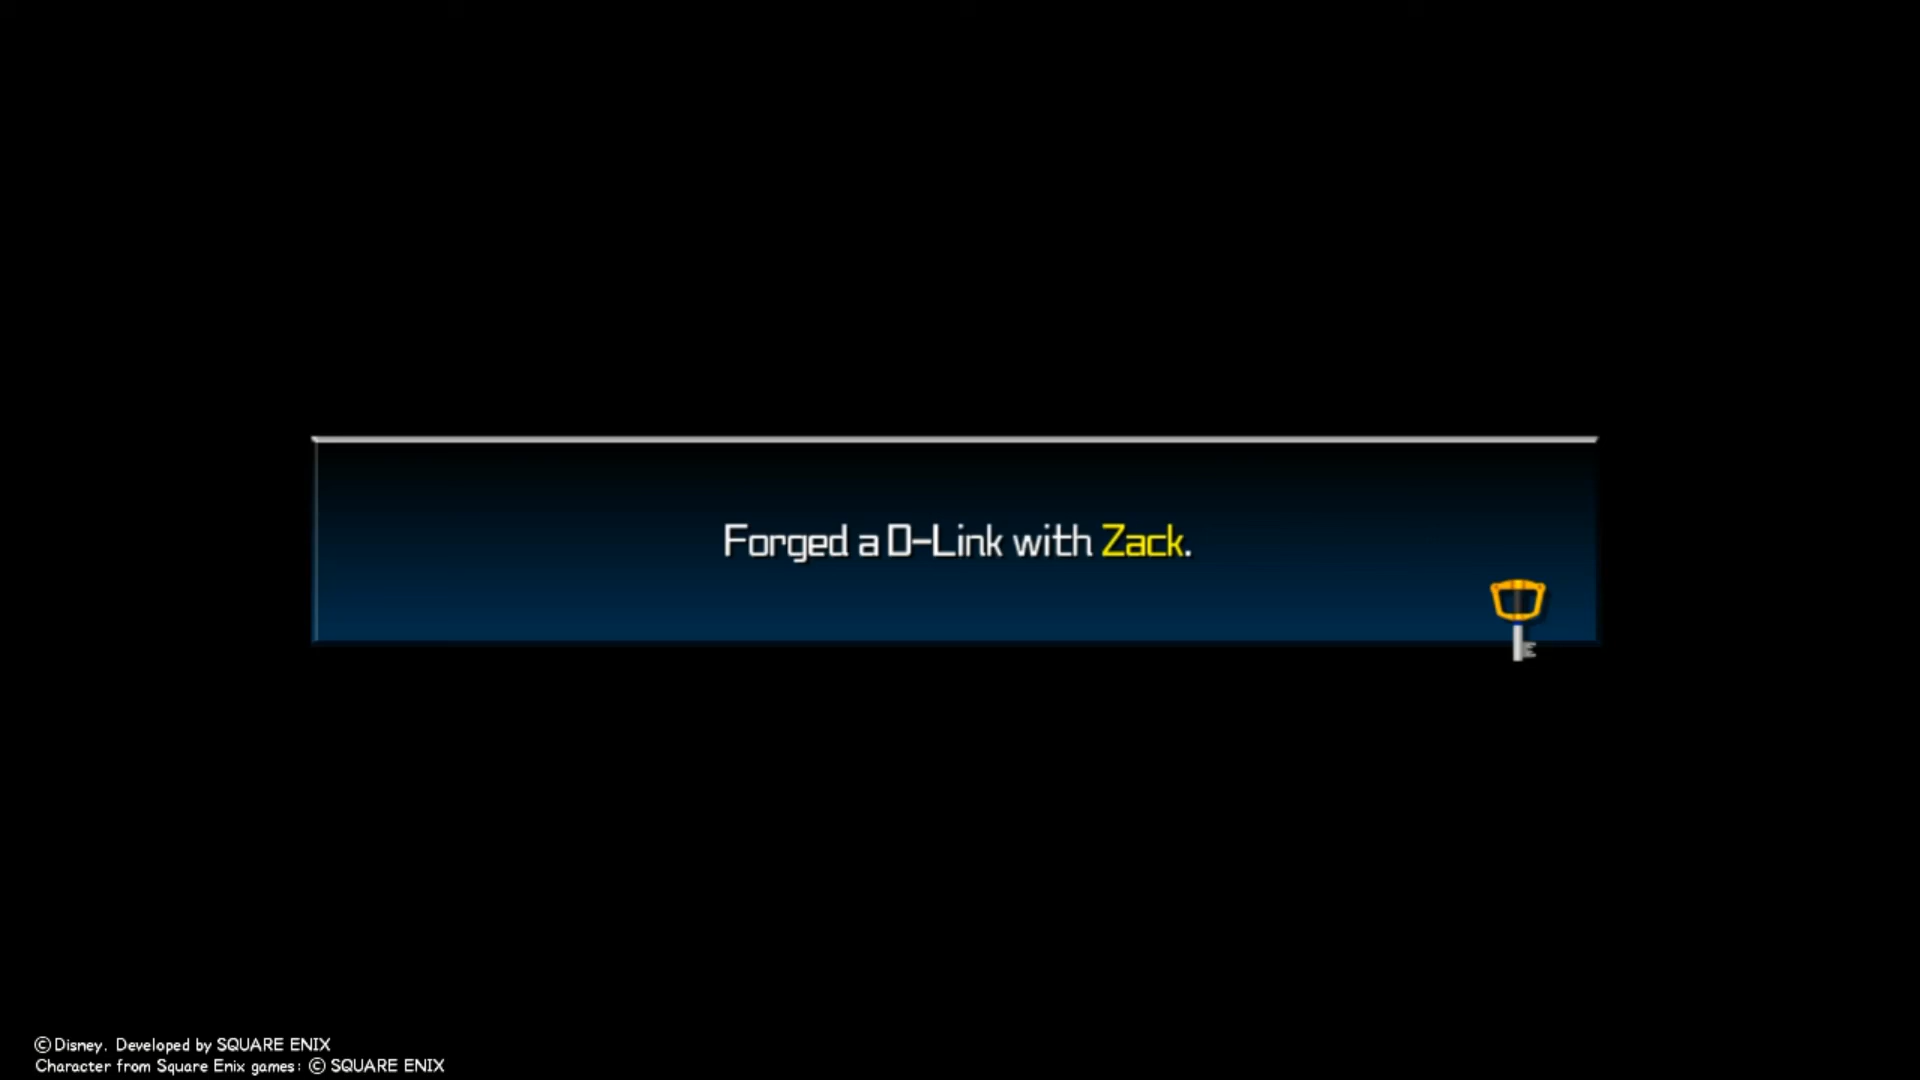 Forged a D-Link with Zack.
©Disney. Developed by SQUARE ENIX
Character from Square Enix games: © SQUARE ENIX